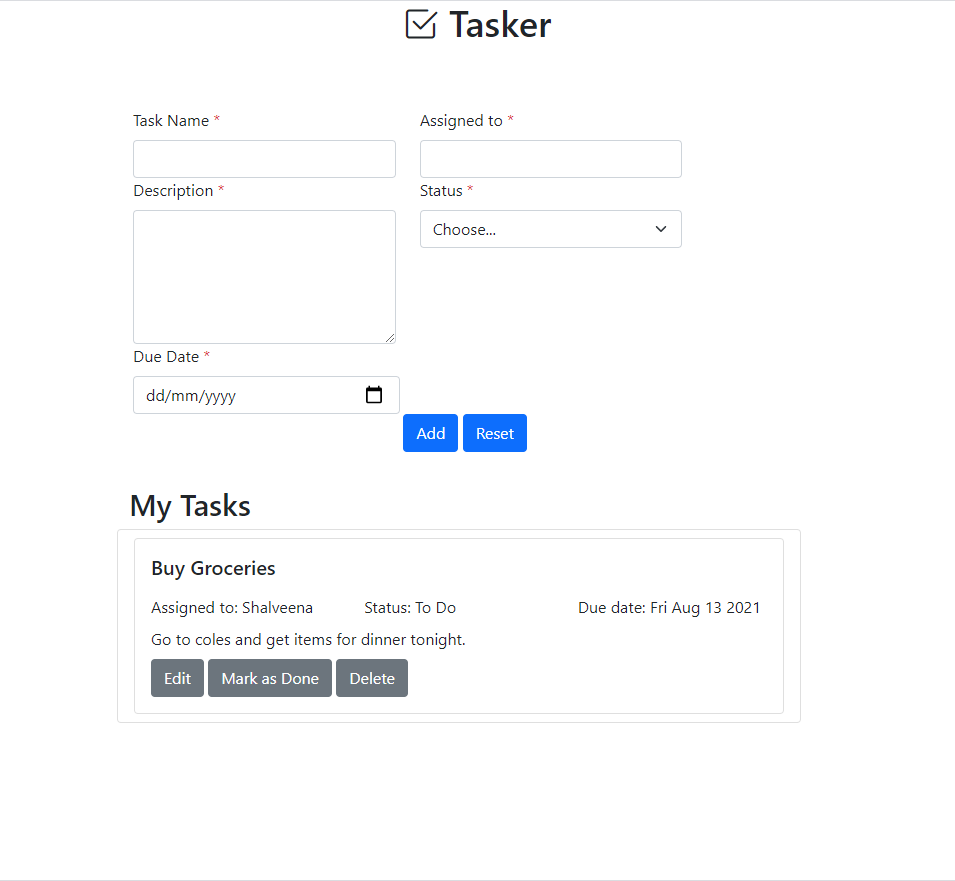 Tasker
Task Name * Assigned to *
Description * Status *
Choose...
Due Date *
dd/mm/yyyy
Add Reset
My Tasks
Buy Groceries
Assigned to: Shalveena Status: To Do Due date: Fri Aug 13 2021
Go to coles and get items for dinner tonight.
Edit Mark as Done Delete